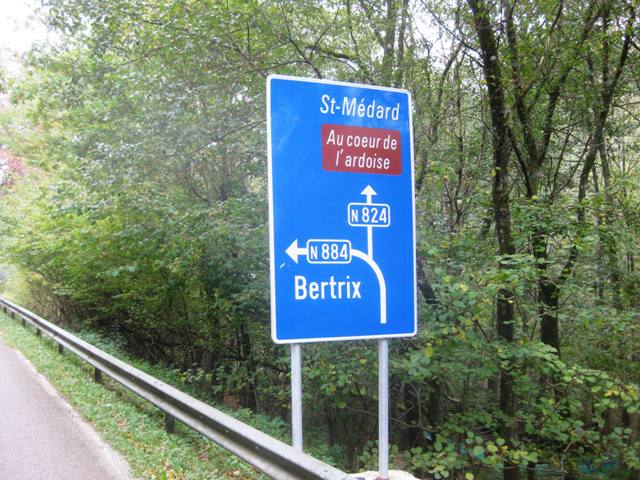 St-Médard
Au coeur de
l'ardoise
N 824
N 884
Bertrix